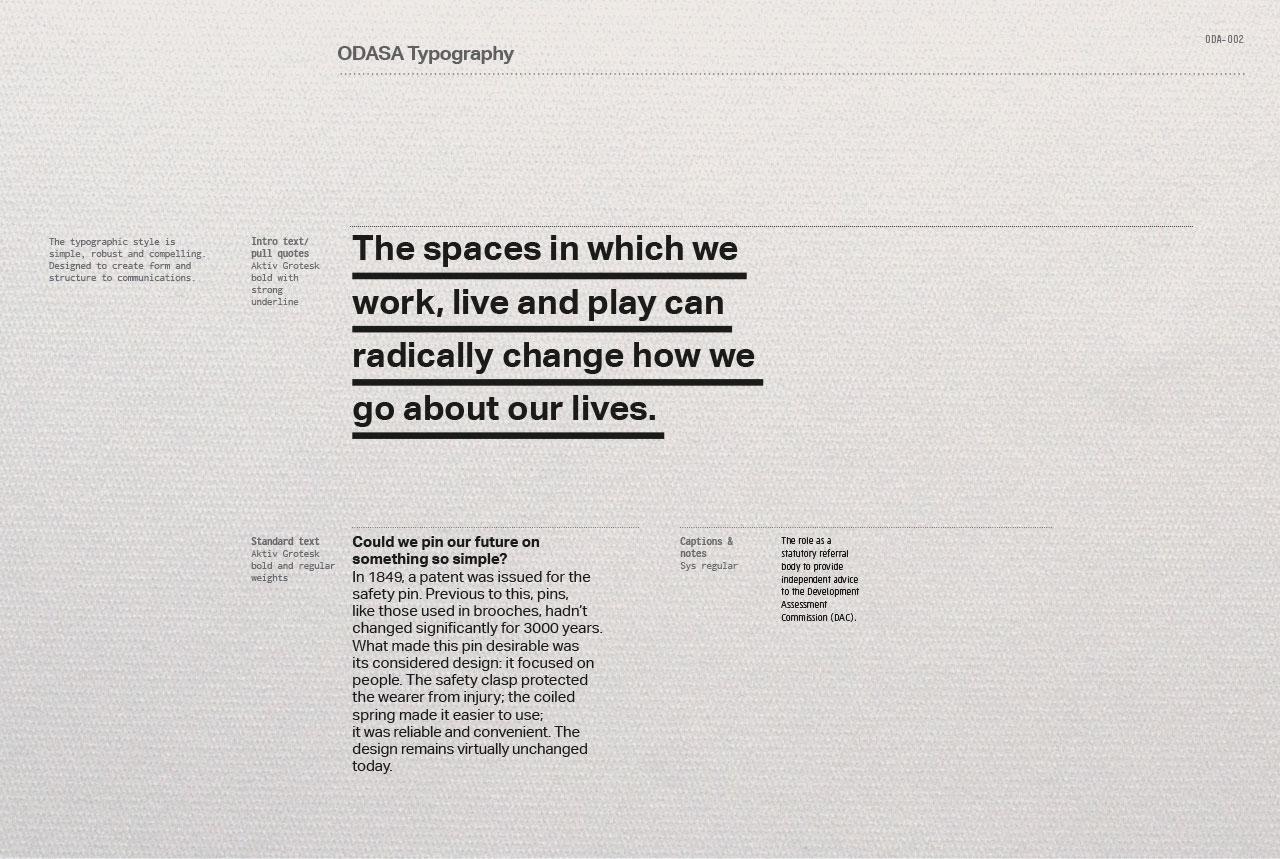 ODASA Typography
ODA-002
The typographic style is
simple, robust and compelling.
Designed to create form and
structure to communications.
Intro text/
pull quotes
Aktiv Grotesk
bold with
strong
underline
The spaces in which we
work, live and play can
radically change how we
go about our lives.
Standard text
Aktiv Grotesk
bold and regular
weights
Could we pin our future on
something so simple?
In 1849, a patent was issued for the
safety pin. Previous to this, pins,
like those used in brooches, hadn't
changed significantly for 3000 years.
What made this pin desirable was
its considered design: it focused on
people. The safety clasp protected
the wearer from injury; the coiled
spring made it easier to use;
it was reliable and convenient. The
design remains virtually unchanged
today.
Captions &
notes
Sys regular
The role as a
statutory referral
body to provide
independent advice
to the Development
Assessment
Commission (DAC).